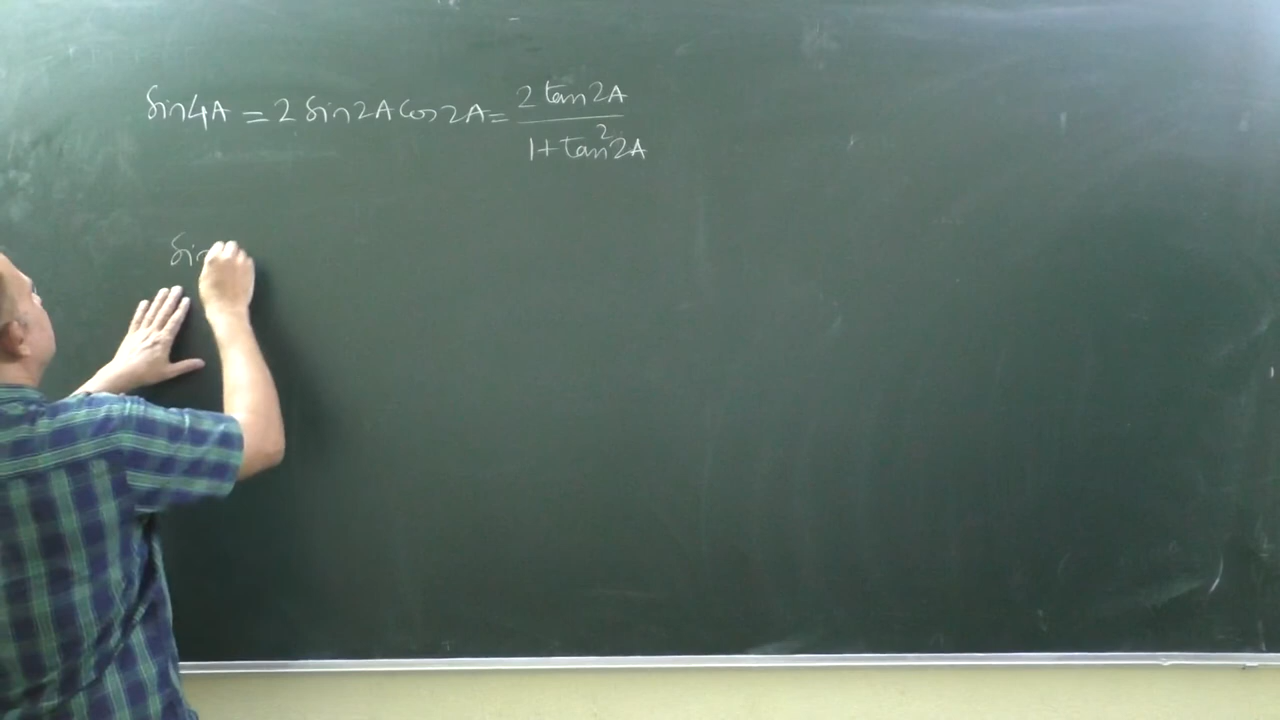 sin4A = 2 sin2A cos2A = 2 tan2A / 1 + tan²2A
sin